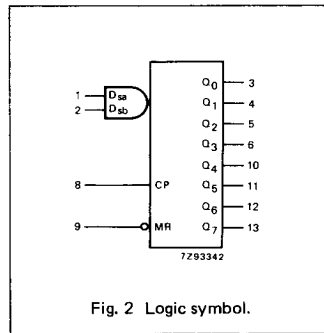 1 Dsa
2 Dsb
8 CP
9 MR
Q0 3
Q1 4
Q2 5
Q3 6
Q4 10
Q5 11
Q6 12
Q7 13
7Z93342
Fig. 2 Logic symbol.